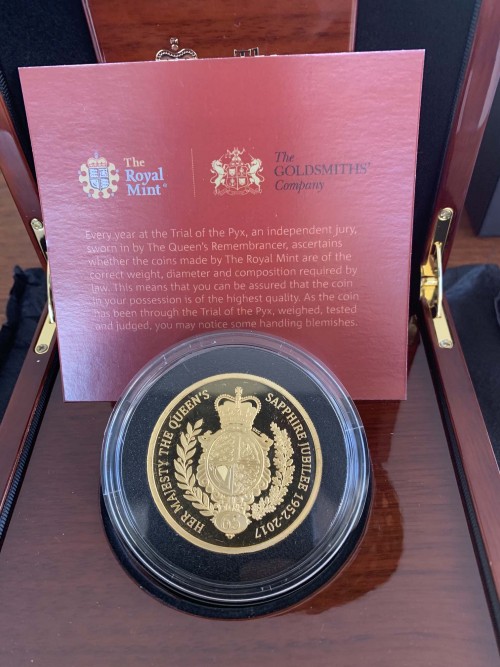 The
Royal
Mint
The
GOLDSMITHS'
Company
Every year at the Trial of the Pyx, an independent jury,
sworn in by The Queen's Remembrancer, ascertains
whether the coins made by The Royal Mint are of the
correct weight, diameter and composition required by
law. This means that you can be assured that the coin
in your possession is of the highest quality. As the coin
has been through the Trial of the Pyx, weighed, tested
and judged, you may notice some handling blemishes.
HER MAJESTY THE QUEEN'S SAPPHIRE JUBILEE 1952-2017